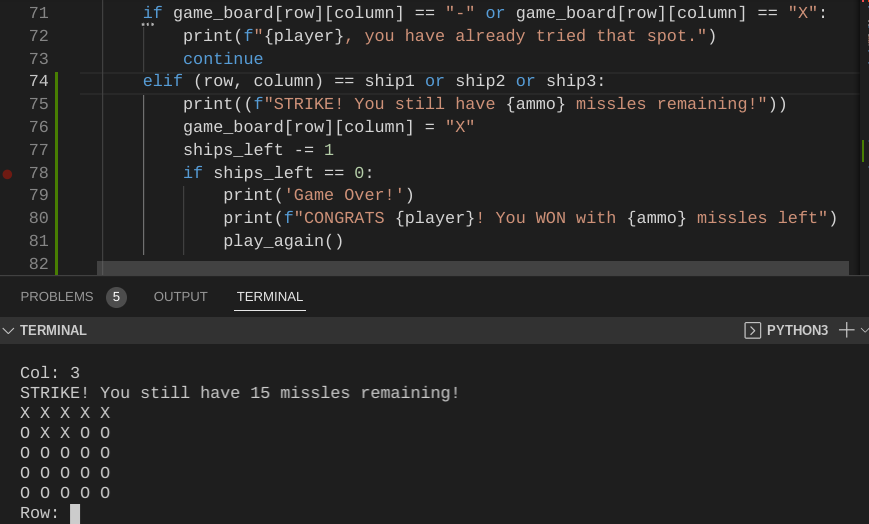 71 if game_board[row][column] == "-" or game_board[row][column] == "X":
72 print(f"{player}, you have already tried that spot.")
73 continue
74 elif (row, column) == ship1 or ship2 or ship3:
75 print((f"STRIKE! You still have {ammo} missles remaining!"))
76 game_board[row][column] = "X"
77 ships_left -= 1
78 if ships_left == 0:
79 print('Game Over!')
80 print(f"CONGRATS {player}! You WON with {ammo} missles left")
81 play_again()
82
PROBLEMS 5 OUTPUT TERMINAL
TERMINAL PYTHON3
Col: 3
STRIKE! You still have 15 missles remaining!
X X X X X
O X X O O
O O O O O
O O O O O
O O O O O
Row: